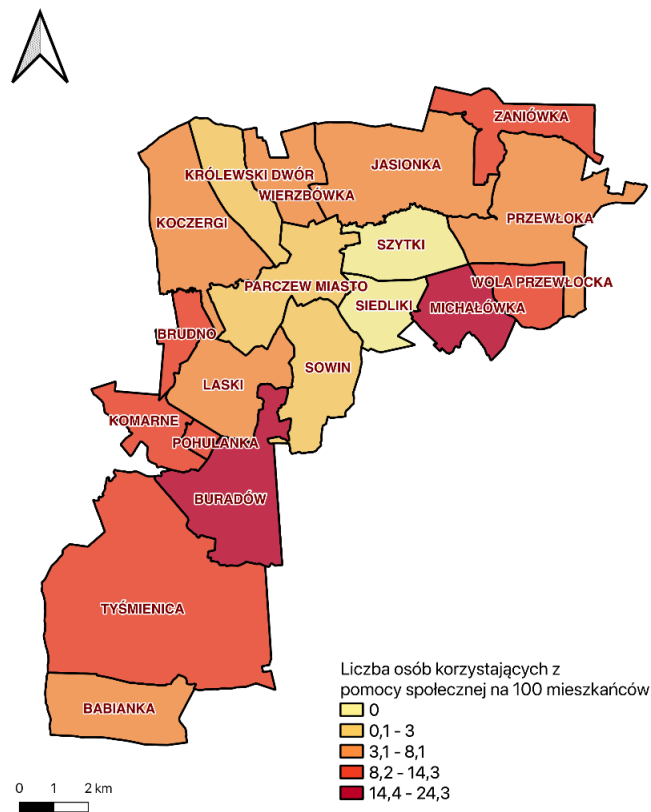 ZANIÓWKA
JASIONKA
KRÓLEWSKI DWÓR
WIERZBÓWKA
KOCZERGI
PRZEWŁOKA
SZYTKI
WOLA PRZEWŁOCKA
PARCZEW MIASTO
SIEDLIKI
MICHAŁÓWKA
BRUDNO
SOWIN
LASKI
KOMARNE
POHULANKA
BURADÓW
TYŚMIENICA
BABIANKA
Liczba osób korzystających z
pomocy społecznej na 100 mieszkańców
0
0,1 - 3
3,1 - 8,1
8,2 - 14,3
14,4 - 24,3
0 1 2 km